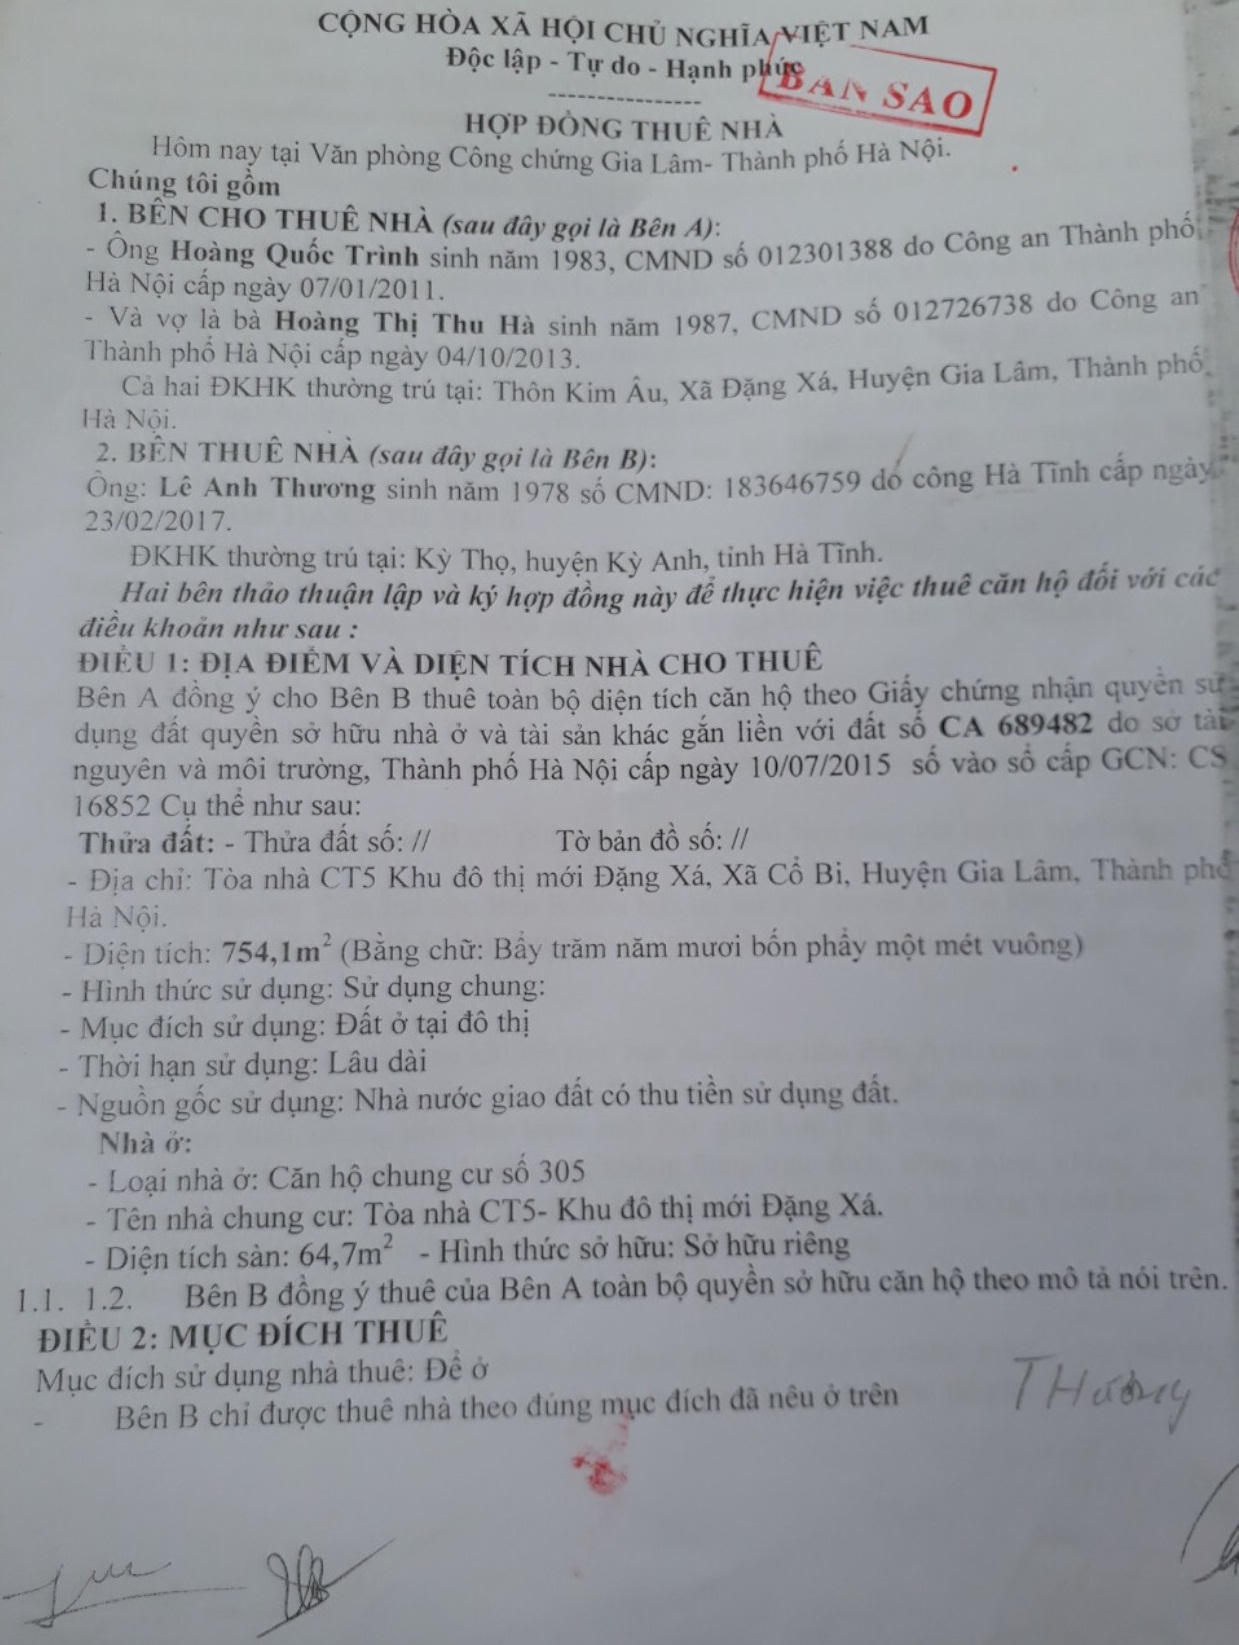 CỘNG HÒA XÃ HỘI CHỦ NGHĨA VIỆT NAM
Độc lập - Tự do - Hạnh phúc
BẢN SAO
----------------
HỢP ĐỒNG THUÊ NHÀ
Hôm nay tại Văn phòng Công chứng Gia Lâm- Thành phố Hà Nội.
Chúng tôi gồm
1. BÊN CHO THUÊ NHÀ (sau đây gọi là Bên A):
- Ông Hoàng Quốc Trình sinh năm 1983, CMND số 012301388 do Công an Thành phố
Hà Nội cấp ngày 07/01/2011.
- Và vợ là bà Hoàng Thị Thu Hà sinh năm 1987, CMND số 012726738 do Công an
Thành phố Hà Nội cấp ngày 04/10/2013.
Cả hai ĐKHK thường trú tại: Thôn Kim Âu, Xã Đặng Xá, Huyện Gia Lâm, Thành phố
Hà Nội.
2. BÊN THUÊ NHÀ (sau đây gọi là Bên B):
Ông: Lê Anh Thương sinh năm 1978 số CMND: 183646759 do công Hà Tĩnh cấp ngày
23/02/2017.
ĐKHK thường trú tại: Kỳ Thọ, huyện Kỳ Anh, tỉnh Hà Tĩnh.
Hai bên thảo thuận lập và ký hợp đồng này để thực hiện việc thuê căn hộ đối với các
điều khoản như sau :
ĐIỀU 1: ĐỊA ĐIỂM VÀ DIỆN TÍCH NHÀ CHO THUÊ
Bên A đồng ý cho Bên B thuê toàn bộ diện tích căn hộ theo Giấy chứng nhận quyền sử
dụng đất quyền sở hữu nhà ở và tài sản khác gắn liền với đất số CA 689482 do sở tài
nguyên và môi trường, Thành phố Hà Nội cấp ngày 10/07/2015 số vào sổ cấp GCN: CS
16852 Cụ thể như sau:
Thửa đất: - Thửa đất số: // Tờ bản đồ số: //
- Địa chỉ: Tòa nhà CT5 Khu đô thị mới Đặng Xá, Xã Cổ Bi, Huyện Gia Lâm, Thành phố
Hà Nội.
- Diện tích: 754,1m² (Bằng chữ: Bẩy trăm năm mươi bốn phẩy một mét vuông)
- Hình thức sử dụng: Sử dụng chung:
- Mục đích sử dụng: Đất ở tại đô thị
- Thời hạn sử dụng: Lâu dài
- Nguồn gốc sử dụng: Nhà nước giao đất có thu tiền sử dụng đất.
Nhà ở:
- Loại nhà ở: Căn hộ chung cư số 305
- Tên nhà chung cư: Tòa nhà CT5- Khu đô thị mới Đặng Xá.
- Diện tích sàn: 64,7m² - Hình thức sở hữu: Sở hữu riêng
1.1. 1.2. Bên B đồng ý thuê của Bên A toàn bộ quyền sở hữu căn hộ theo mô tả nói trên.
ĐIỀU 2: MỤC ĐÍCH THUÊ
Mục đích sử dụng nhà thuê: Để ở
- Bên B chỉ được thuê nhà theo đúng mục đích đã nêu ở trên
THương